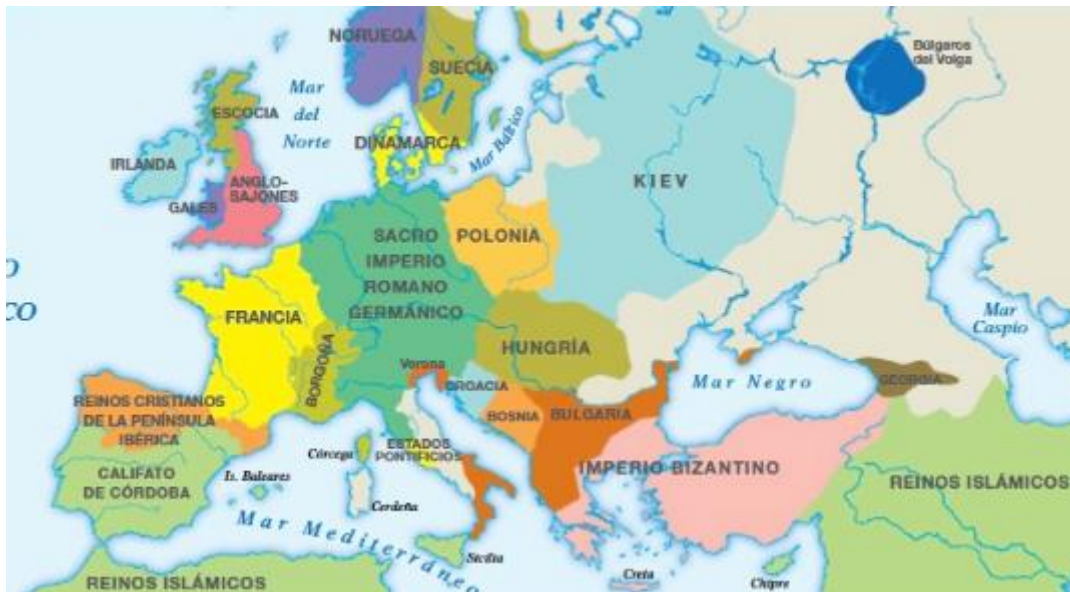 NORUEGA
SUECIA
Búlgaros
del Volga
Mar
del
Norte
ESCOCIA
DINAMARCA
Mar Báltico
IRLANDA
ANGLO-
SAJONES
GALES
KIEV
SACRO
IMPERIO
ROMANO
GERMÁNICO
POLONIA
O
CO
FRANCIA
BORGOÑA
HUNGRÍA
Mar
Caspio
Verona
CROACIA
Mar Negro
GEORGIA
REINOS CRISTIANOS
DE LA PENÍNSULA
IBÉRICA
BOSNIA
BULGARIA
Córcega
ESTADOS
PONTIFICIOS
CALIFATO
DE CÓRDOBA
Is. Baleares
IMPERIO BIZANTINO
REINOS ISLÁMICOS
Cerdeña
Mar Mediterráneo
Sicilia
REINOS ISLÁMICOS
Creta
Chipre